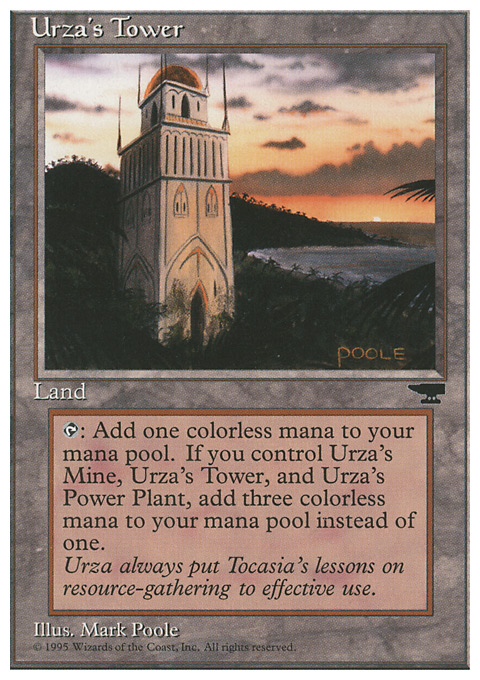 Urza's Tower
POOLE
Land
: Add one colorless mana to your
mana pool. If you control Urza's
Mine, Urza's Tower, and Urza's
Power Plant, add three colorless
mana to your mana pool instead of
one.
Urza always put Tocasia's lessons on
resource-gathering to effective use.
Illus. Mark Poole
© 1995 Wizards of the Coast, Inc. All rights reserved.